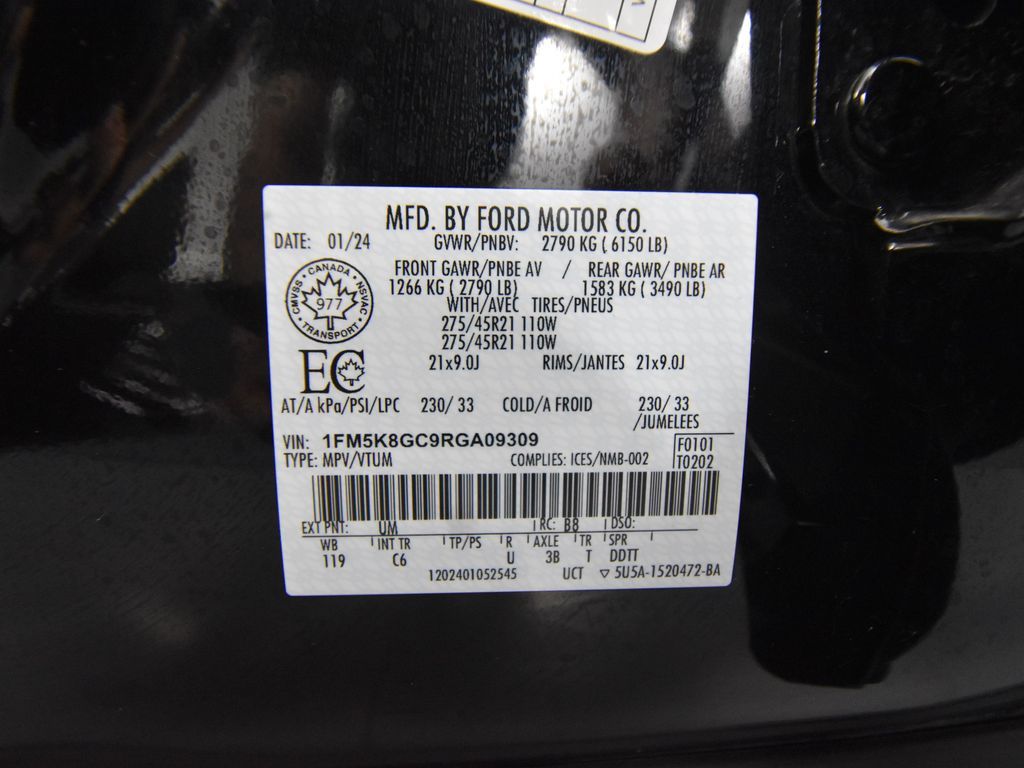 MFD. BY FORD MOTOR CO.
DATE: 01/24 GVWR/PNBV: 2790 KG ( 6150 LB)
FRONT GAWR/PNBE AV / REAR GAWR/ PNBE AR
1266 KG ( 2790 LB) 1583 KG ( 3490 LB)
WITH/AVEC TIRES/PNEUS
275/45R21 110W
275/45R21 110W
21x9.0J RIMS/JANTES 21x9.0J
CANADA
CMVSS 977 NSVAC
TRANSPORT
EC
AT/A kPa/PSI/LPC 230/ 33 COLD/A FROID 230/ 33
/JUMELEES
VIN: 1FM5K8GC9RGA09309 F0101
TYPE: MPV/VTUM COMPLIES: ICES/NMB-002 T0202
EXT PNT: UM RC: B8 DSO:
WB INT TR TP/PS R AXLE TR SPR
119 C6 U 3B T DDTT
1202401052545 UCT ▽ 5U5A-1520472-BA